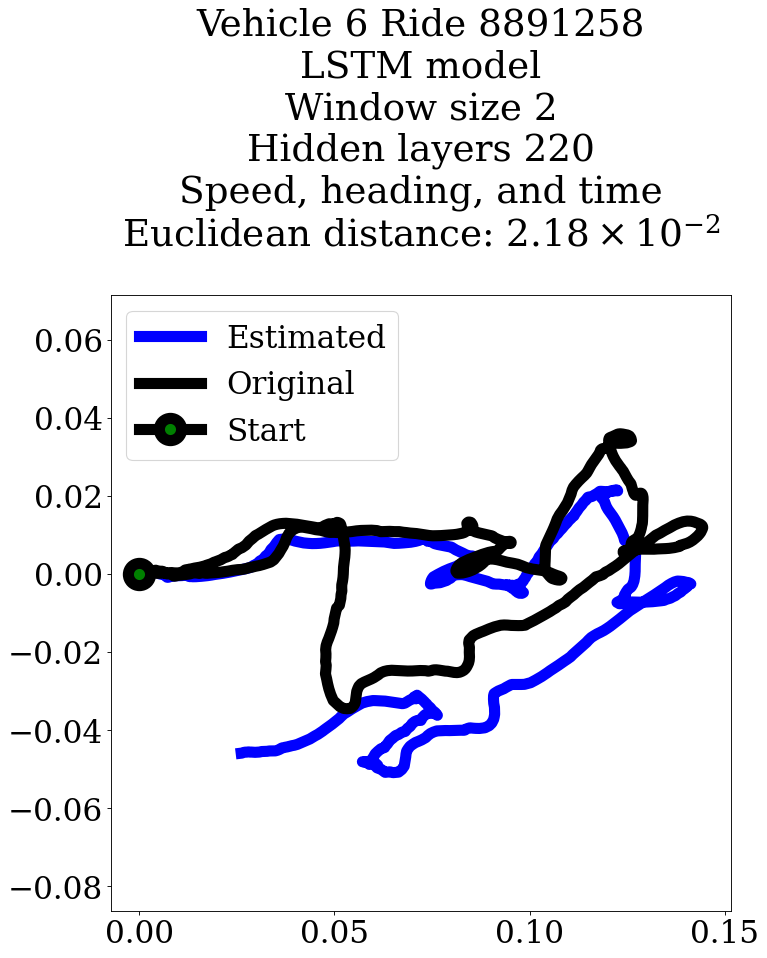 Vehicle 6 Ride 8891258
LSTM model
Window size 2
Hidden layers 220
Speed, heading, and time
Euclidean distance: 2.18 × 10⁻²
Estimated
Original
Start
0.06
0.04
0.02
0.00
−0.02
−0.04
−0.06
−0.08
0.00 0.05 0.10 0.15